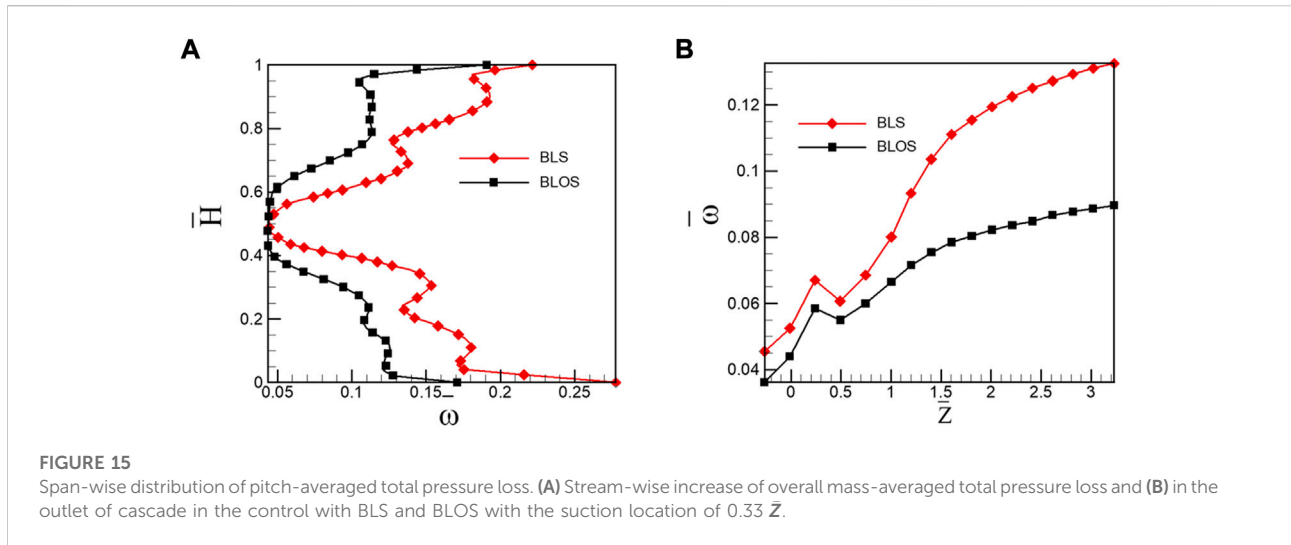 A
B
1
0.8
0.6
0.4
0.2
0
H̅
BLS
BLOS
0.05
0.1
0.15
0.2
0.25
ω̅
0.12
0.1
0.08
0.06
0.04
ω̅
BLS
BLOS
0
0.5
1
1.5
2
2.5
3
Z̅
FIGURE 15
Span-wise distribution of pitch-averaged total pressure loss. (A) Stream-wise increase of overall mass-averaged total pressure loss and (B) in the
outlet of cascade in the control with BLS and BLOS with the suction location of 0.33 Z̅.